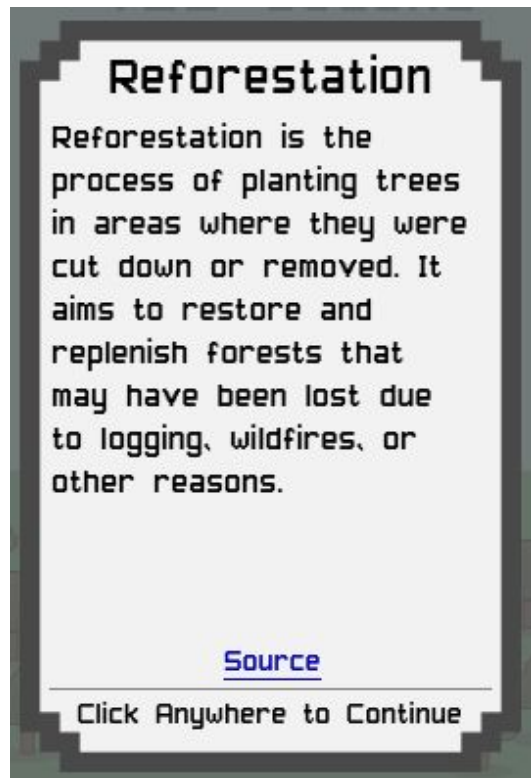 Reforestation
Reforestation is the
process of planting trees
in areas where they were
cut down or removed. It
aims to restore and
replenish forests that
may have been lost due
to logging, wildfires, or
other reasons.
Source
Click Anywhere to Continue